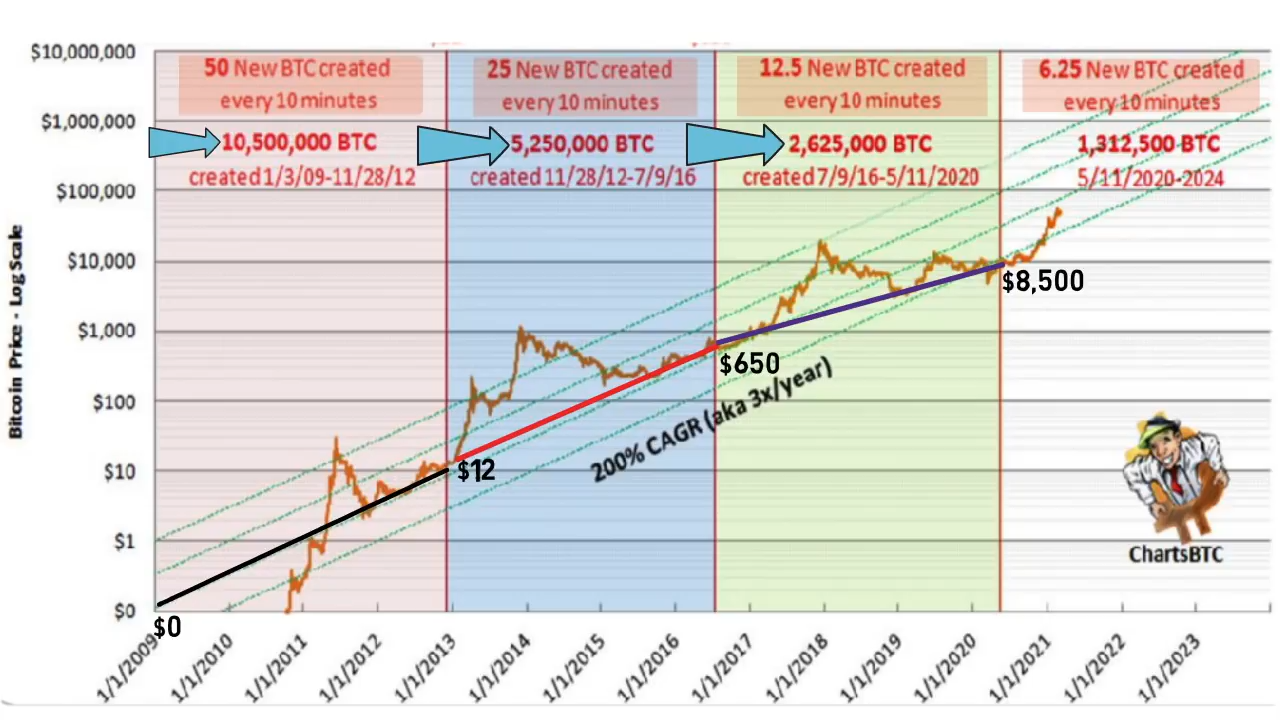 $10,000,000
$1,000,000
$100,000
$10,000
$1,000
$100
$10
$1
$0
Bitcoin Price - Log Scale
50 New BTC created
every 10 minutes
10,500,000 BTC
created 1/3/09-11/28/12
25 New BTC created
every 10 minutes
5,250,000 BTC
created 11/28/12-7/9/16
12.5 New BTC created
every 10 minutes
2,625,000 BTC
created 7/9/16-5/11/2020
6.25 New BTC created
every 10 minutes
1,312,500 BTC
5/11/2020-2024
$0
$12
$650
$8,500
200% CAGR (aka 3x/year)
ChartsBTC
1/1/2009
1/1/2010
1/1/2011
1/1/2012
1/1/2013
1/1/2014
1/1/2015
1/1/2016
1/1/2017
1/1/2018
1/1/2019
1/1/2020
1/1/2021
1/1/2022
1/1/2023